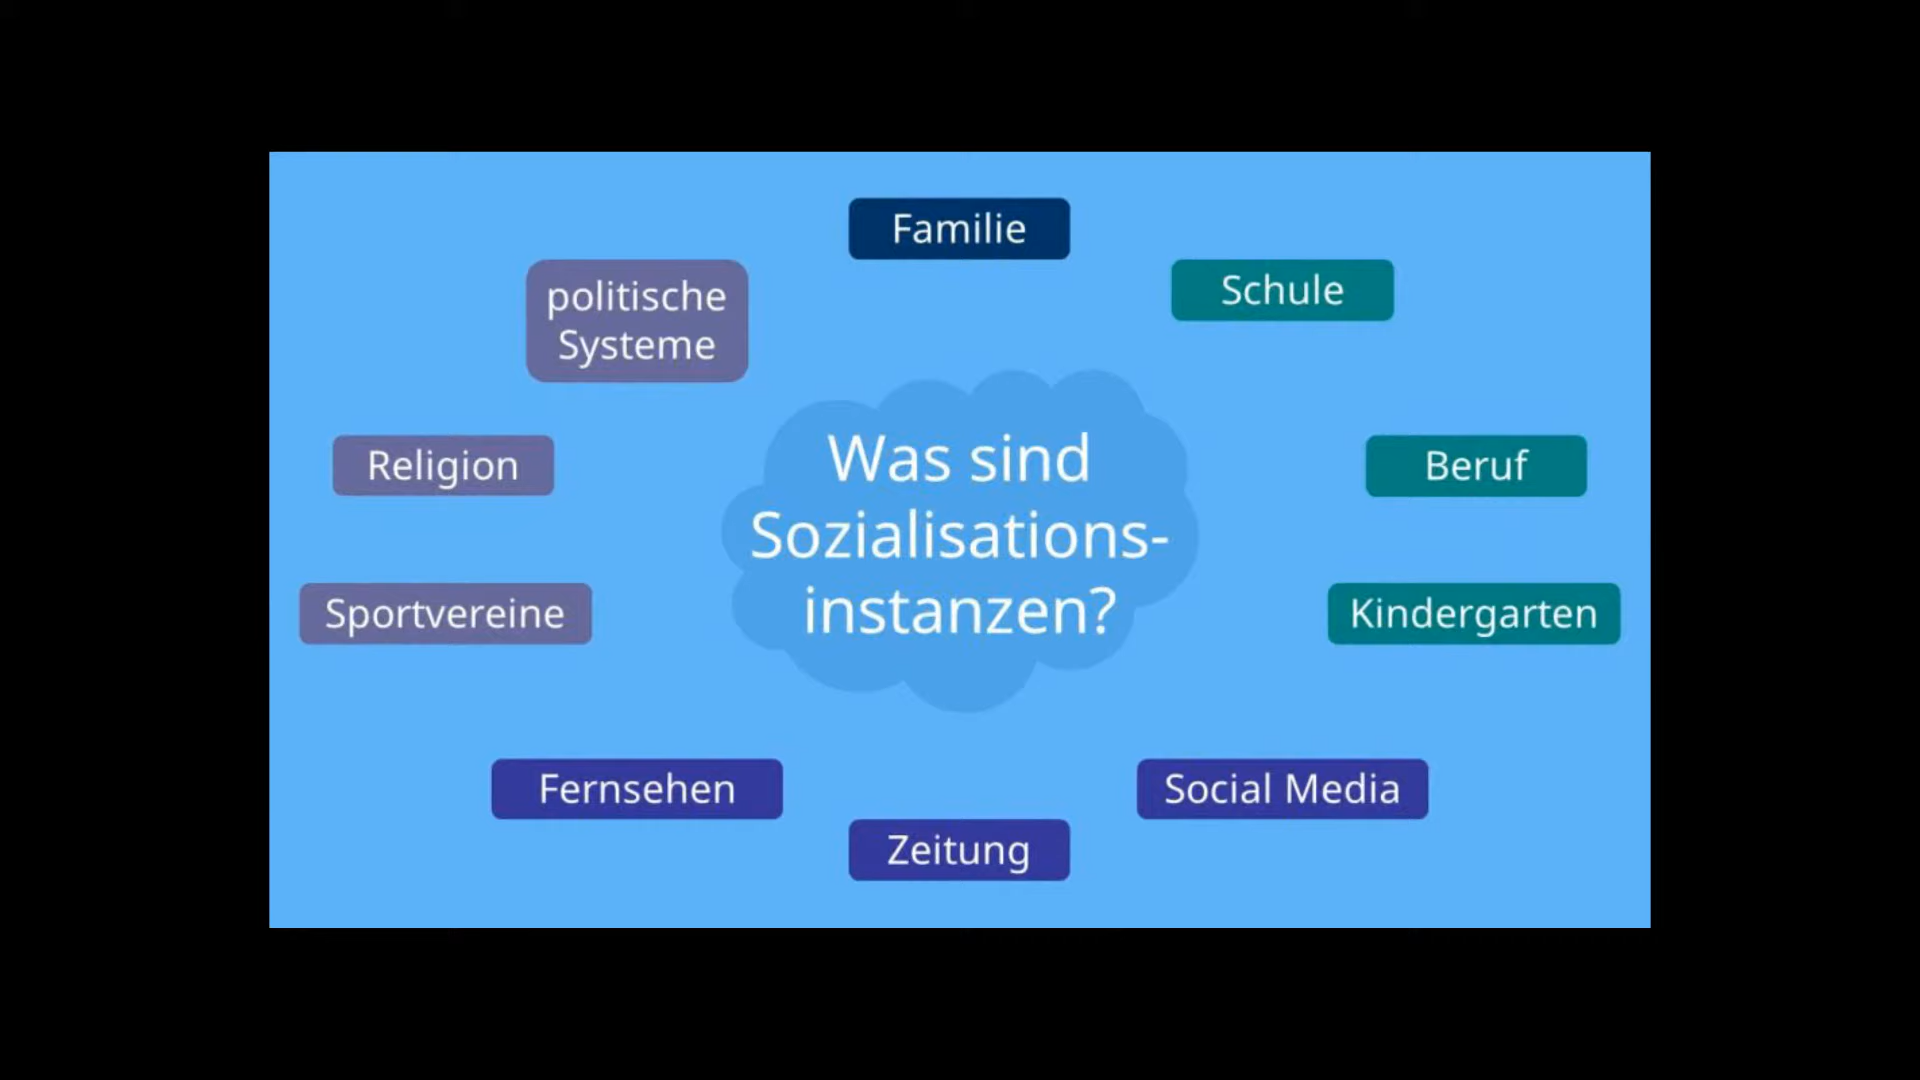 Familie
politische
Systeme
Schule
Religion
Was sind
Sozialisations-
instanzen?
Beruf
Sportvereine
Kindergarten
Fernsehen
Social Media
Zeitung